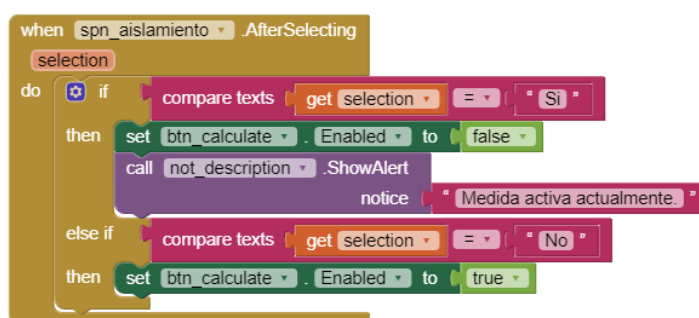 when spn_aislamiento .AfterSelecting
selection
do if compare texts get selection = " Si "
then set btn_calculate . Enabled to false
call not_description .ShowAlert
notice " Medida activa actualmente. "
else if compare texts get selection = " No "
then set btn_calculate . Enabled to true